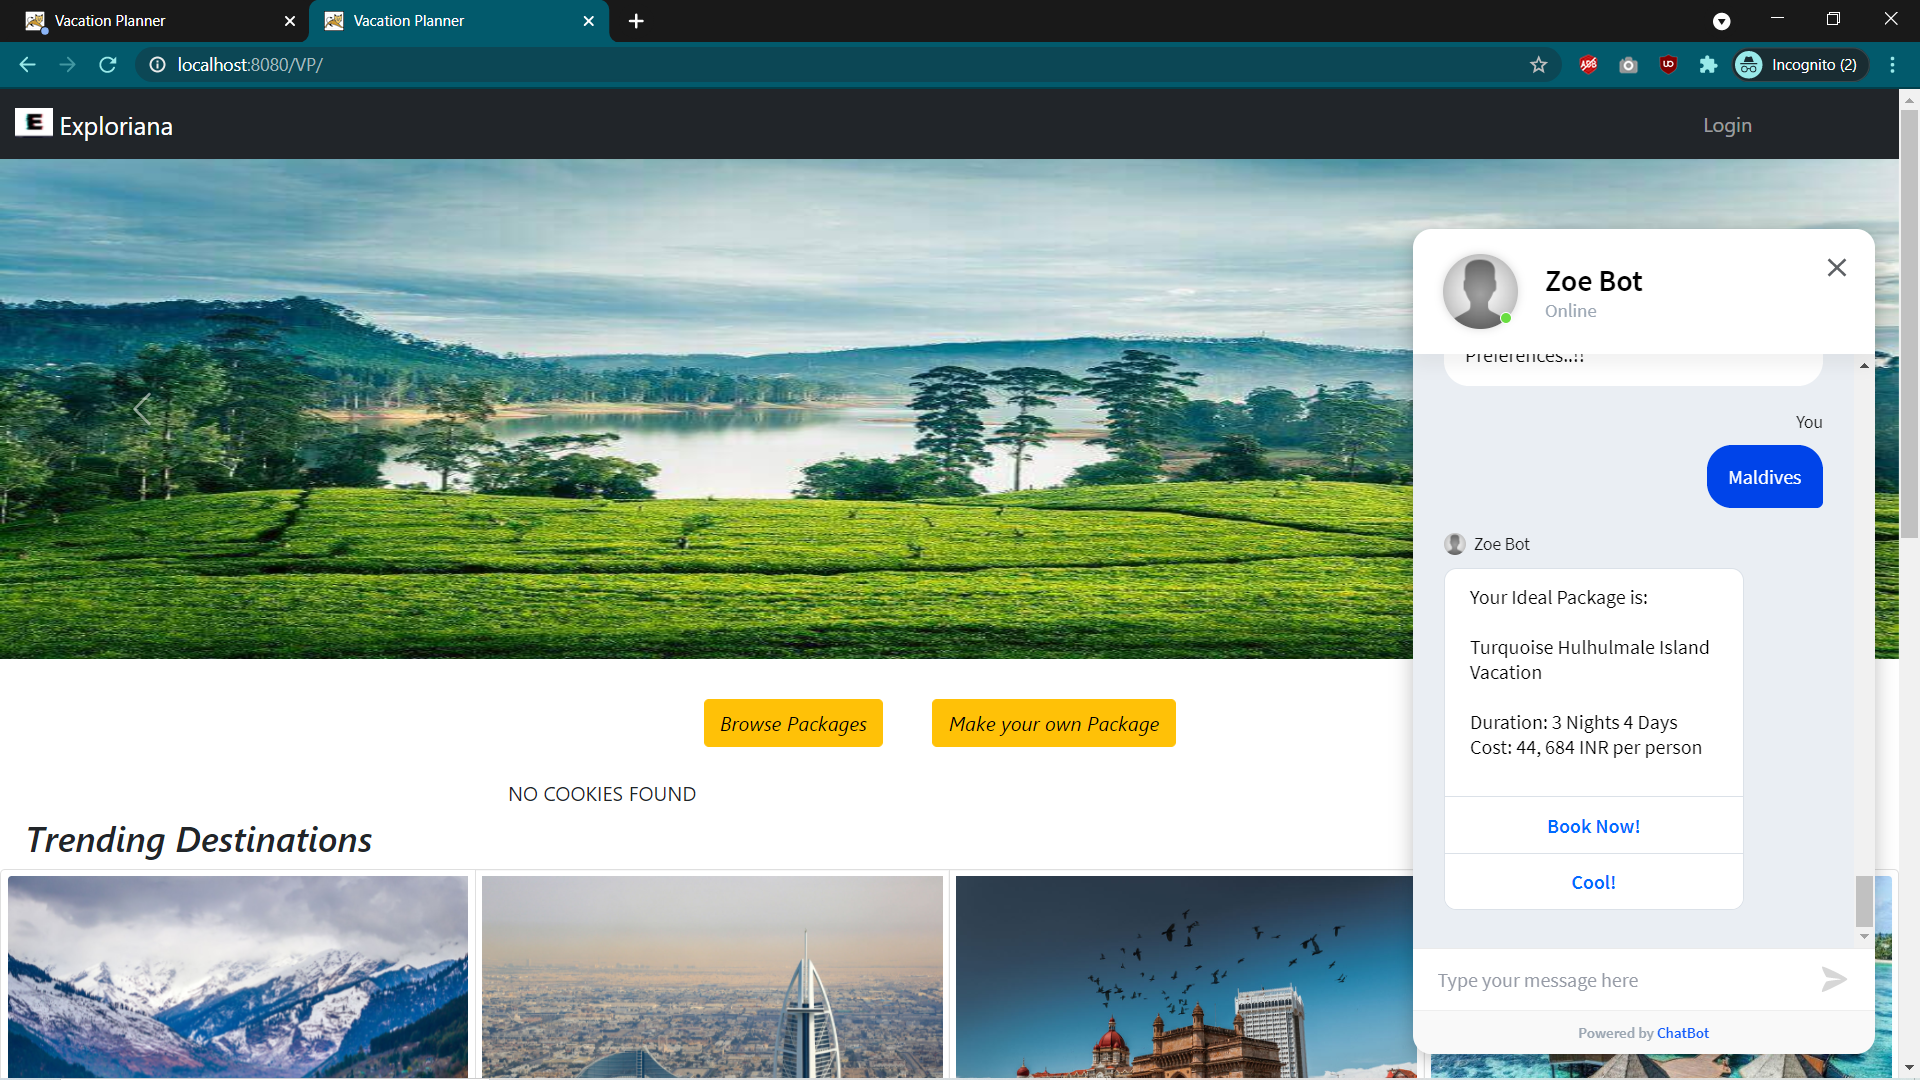 Vacation Planner
Vacation Planner
localhost:8080/VP/
Incognito (2)
E Exploriana
Login
Zoe Bot
Online
Preferences..!!
You
Maldives
Zoe Bot
Your Ideal Package is:
Turquoise Hulhulmale Island
Vacation
Duration: 3 Nights 4 Days
Cost: 44, 684 INR per person
Book Now!
Cool!
Type your message here
Powered by ChatBot
Browse Packages
Make your own Package
NO COOKIES FOUND
Trending Destinations